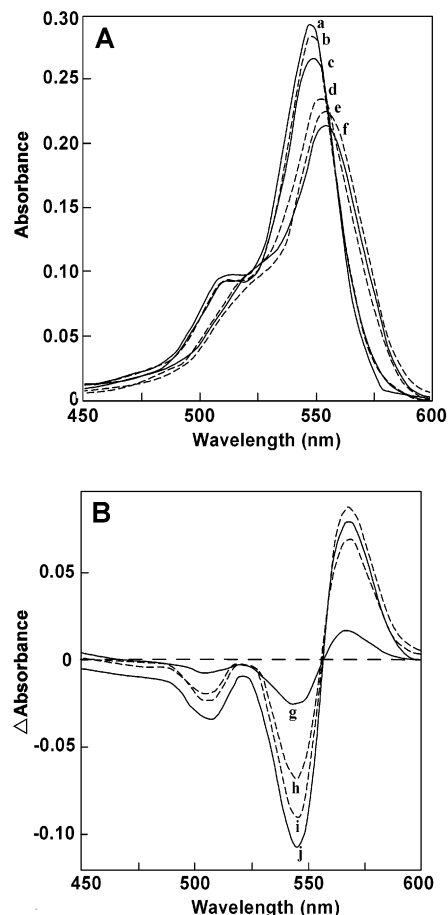 A
0.30
0.25
0.20
0.15
0.10
0.05
0
Absorbance
a
b
c
d
e
f
450
500
550
600
Wavelength (nm)
B
0.05
0
-0.05
-0.10
△Absorbance
g
h
i
j
450
500
550
600
Wavelength (nm)